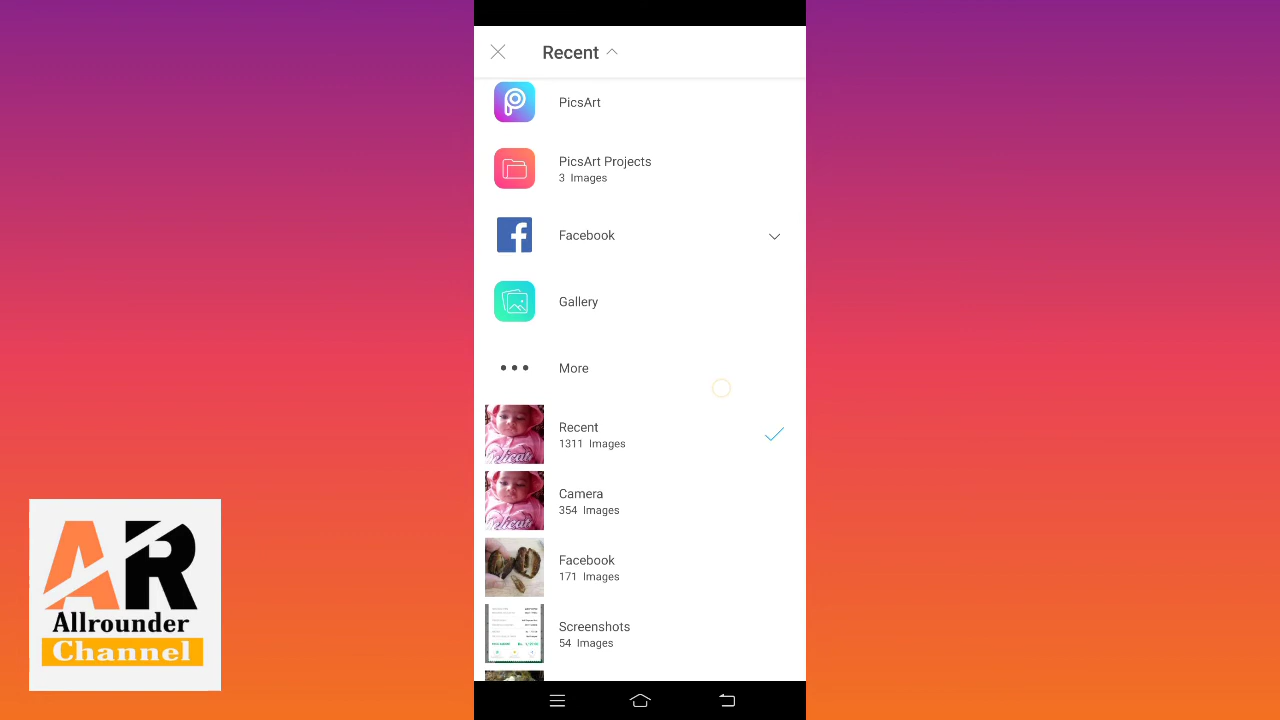 Recent
PicsArt
PicsArt Projects
3 Images
Facebook
Gallery
More
Recent
1311 Images
Camera
354 Images
Facebook
171 Images
Screenshots
54 Images
AR
Allrounder
Channel